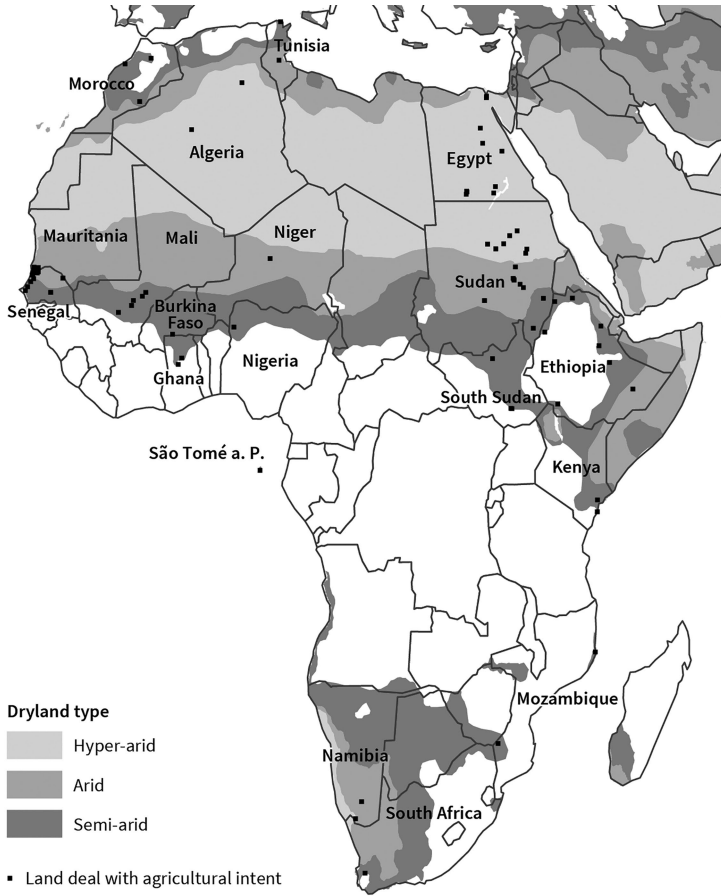 Tunisia
Morocco
Algeria
Egypt
Mauritania
Mali
Niger
Sudan
Senegal
Burkina
Faso
Nigeria
Ghana
Ethiopia
South Sudan
São Tomé a. P.
Kenya
Mozambique
Namibia
South Africa
Dryland type
Hyper-arid
Arid
Semi-arid
Land deal with agricultural intent